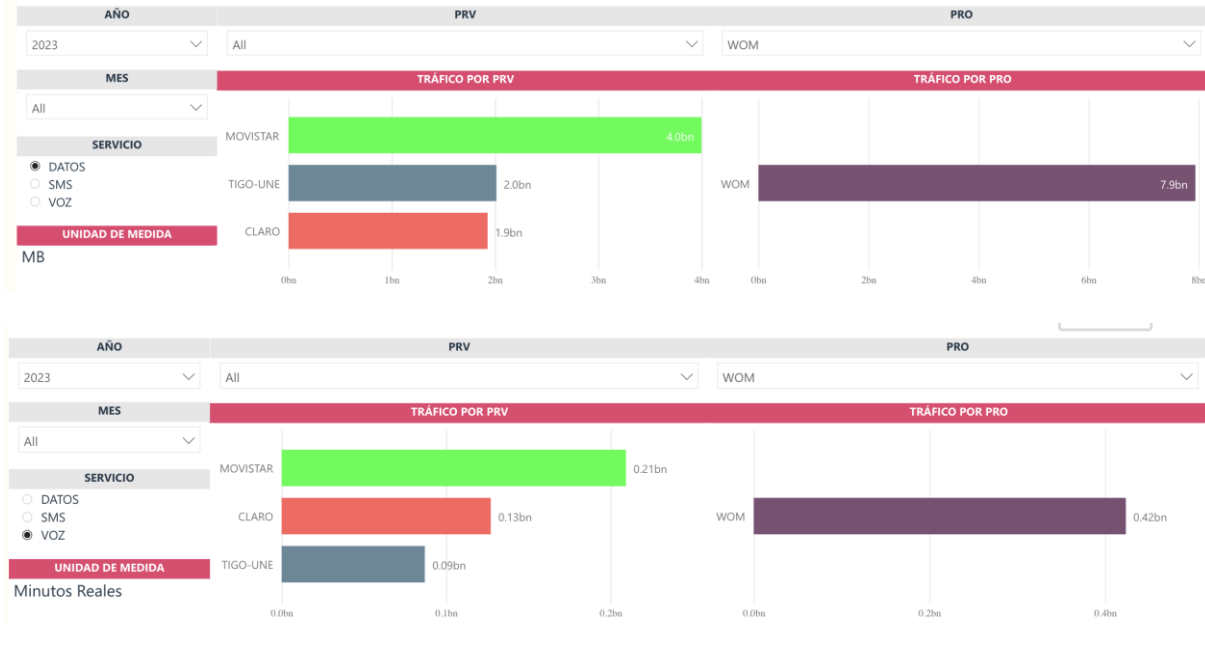 AÑO
PRV
PRO
2023
All
WOM
MES
TRÁFICO POR PRV
TRÁFICO POR PRO
All
SERVICIO
DATOS
SMS
VOZ
UNIDAD DE MEDIDA
MB
MOVISTAR
4.0bn
TIGO-UNE
2.0bn
CLARO
1.9bn
0bn 1bn 2bn 3bn 4bn
WOM
7.9bn
0bn 2bn 4bn 6bn 8bn
AÑO
PRV
PRO
2023
All
WOM
MES
TRÁFICO POR PRV
TRÁFICO POR PRO
All
SERVICIO
DATOS
SMS
VOZ
UNIDAD DE MEDIDA
Minutos Reales
MOVISTAR
0.21bn
CLARO
0.13bn
TIGO-UNE
0.09bn
0.0bn 0.1bn 0.2bn
WOM
0.42bn
0.0bn 0.2bn 0.4bn